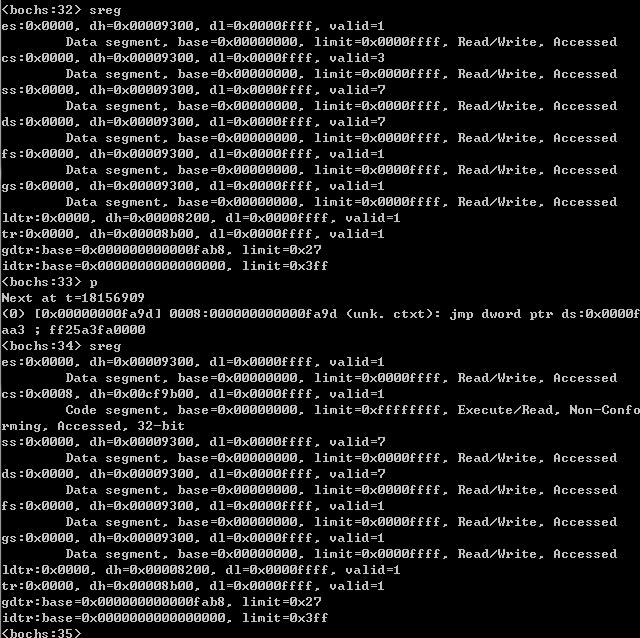 <bochs:32> sreg
es:0x0000, dh=0x00009300, dl=0x0000ffff, valid=1
        Data segment, base=0x00000000, limit=0x0000ffff, Read/Write, Accessed
cs:0x0000, dh=0x00009300, dl=0x0000ffff, valid=3
        Data segment, base=0x00000000, limit=0x0000ffff, Read/Write, Accessed
ss:0x0000, dh=0x00009300, dl=0x0000ffff, valid=7
        Data segment, base=0x00000000, limit=0x0000ffff, Read/Write, Accessed
ds:0x0000, dh=0x00009300, dl=0x0000ffff, valid=7
        Data segment, base=0x00000000, limit=0x0000ffff, Read/Write, Accessed
fs:0x0000, dh=0x00009300, dl=0x0000ffff, valid=1
        Data segment, base=0x00000000, limit=0x0000ffff, Read/Write, Accessed
gs:0x0000, dh=0x00009300, dl=0x0000ffff, valid=1
        Data segment, base=0x00000000, limit=0x0000ffff, Read/Write, Accessed
ldtr:0x0000, dh=0x00008200, dl=0x0000ffff, valid=1
tr:0x0000, dh=0x00008b00, dl=0x0000ffff, valid=1
gdtr:base=0x000000000000fab8, limit=0x27
idtr:base=0x0000000000000000, limit=0x3ff
<bochs:33> p
Next at t=18156909
(0) [0x00000000fa9d] 0008:000000000000fa9d (unk. ctxt): jmp dword ptr ds:0x0000f
aa3 ; ff25a3fa0000
<bochs:34> sreg
es:0x0000, dh=0x00009300, dl=0x0000ffff, valid=1
        Data segment, base=0x00000000, limit=0x0000ffff, Read/Write, Accessed
cs:0x0008, dh=0x00cf9b00, dl=0x0000ffff, valid=1
        Code segment, base=0x00000000, limit=0xffffffff, Execute/Read, Non-Confo
rming, Accessed, 32-bit
ss:0x0000, dh=0x00009300, dl=0x0000ffff, valid=7
        Data segment, base=0x00000000, limit=0x0000ffff, Read/Write, Accessed
ds:0x0000, dh=0x00009300, dl=0x0000ffff, valid=7
        Data segment, base=0x00000000, limit=0x0000ffff, Read/Write, Accessed
fs:0x0000, dh=0x00009300, dl=0x0000ffff, valid=1
        Data segment, base=0x00000000, limit=0x0000ffff, Read/Write, Accessed
gs:0x0000, dh=0x00009300, dl=0x0000ffff, valid=1
        Data segment, base=0x00000000, limit=0x0000ffff, Read/Write, Accessed
ldtr:0x0000, dh=0x00008200, dl=0x0000ffff, valid=1
tr:0x0000, dh=0x00008b00, dl=0x0000ffff, valid=1
gdtr:base=0x000000000000fab8, limit=0x27
idtr:base=0x0000000000000000, limit=0x3ff
<bochs:35>